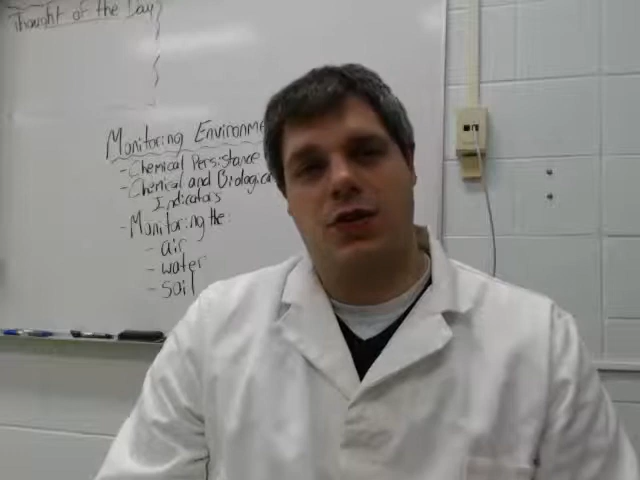 Thought of the Day
Monitoring Environme
- Chemical Persistance
- Chemical and Biologica
Indicators
- Monitoring the:
- air
- water
- soil